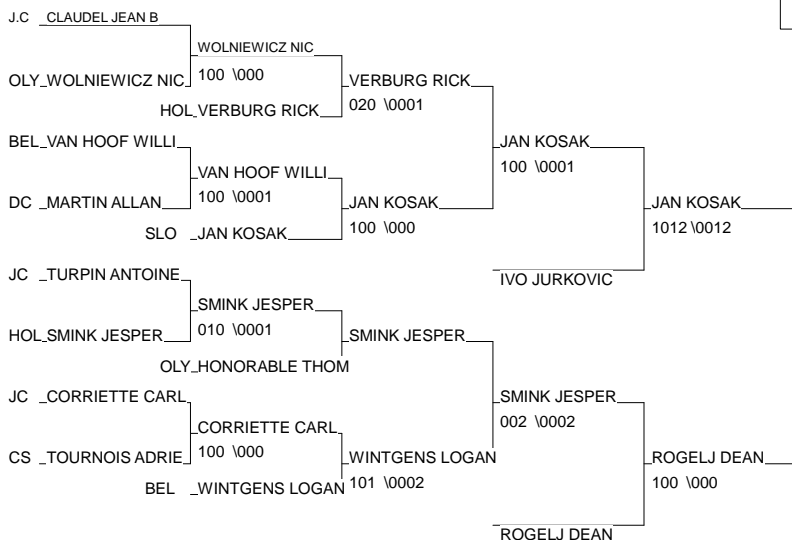 J.C CLAUDEL JEAN B
WOLNIEWICZ NIC
OLY WOLNIEWICZ NIC 100 \000 VERBURG RICK
HOL VERBURG RICK 020 \0001
BEL VAN HOOF WILLI JAN KOSAK
VAN HOOF WILLI 100 \0001
DC MARTIN ALLAN 100 \0001 JAN KOSAK JAN KOSAK
SLO JAN KOSAK 100 \000 1012 \0012
JC TURPIN ANTOINE IVO JURKOVIC
SMINK JESPER
HOL SMINK JESPER 010 \0001 SMINK JESPER
OLY HONORABLE THOM
JC CORRIETTE CARL SMINK JESPER
CORRIETTE CARL 002 \0002
CS TOURNOIS ADRIE 100 \000 WINTGENS LOGAN ROGELJ DEAN
BEL WINTGENS LOGAN 101 \0002 100 \000
ROGELJ DEAN